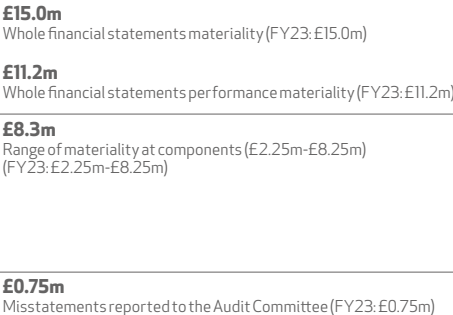 £15.0m
Whole financial statements materiality (FY23: £15.0m)
£11.2m
Whole financial statements performance materiality (FY23: £11.2m)
£8.3m
Range of materiality at components (£2.25m-£8.25m)
(FY23: £2.25m-£8.25m)
£0.75m
Misstatements reported to the Audit Committee (FY23: £0.75m)